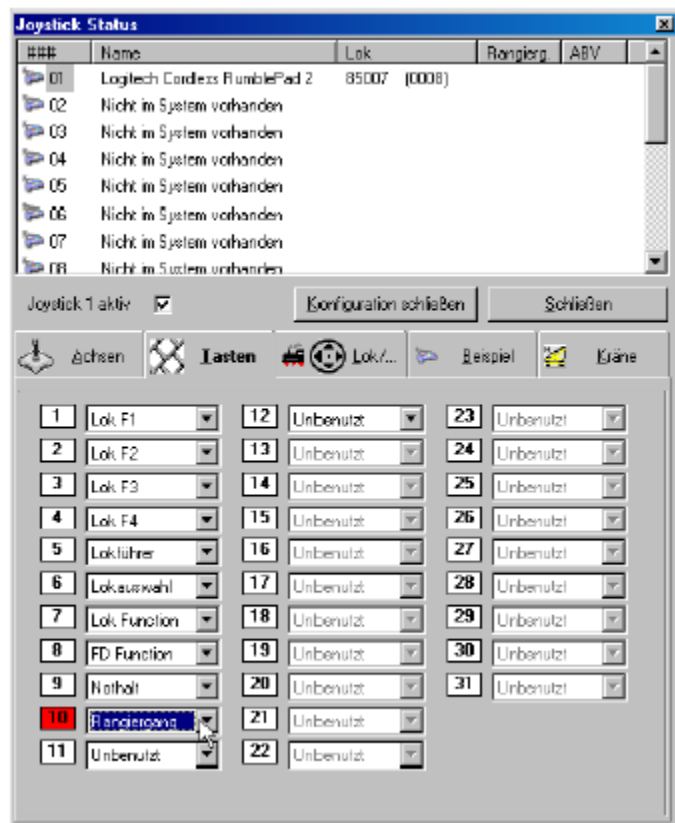 Joystick Status
### Name Lok Rangierg. ABV
01 Logitech Cordless RumblePad 2 85007 (0008)
02 Nicht im System vorhanden
03 Nicht im System vorhanden
04 Nicht im System vorhanden
05 Nicht im System vorhanden
06 Nicht im System vorhanden
07 Nicht im System vorhanden
08 Nicht im System vorhanden
Joystick 1 aktiv Konfiguration schließen Schließen
Achsen Tasten Lok/... Beispiel Kräne
1 Lok F1 12 Unbenutzt 23 Unbenutzt
2 Lok F2 13 Unbenutzt 24 Unbenutzt
3 Lok F3 14 Unbenutzt 25 Unbenutzt
4 Lok F4 15 Unbenutzt 26 Unbenutzt
5 Lokführer 16 Unbenutzt 27 Unbenutzt
6 Lokauswahl 17 Unbenutzt 28 Unbenutzt
7 Lok Function 18 Unbenutzt 29 Unbenutzt
8 FD Function 19 Unbenutzt 30 Unbenutzt
9 Nothalt 20 Unbenutzt 31 Unbenutzt
10 Rangiergang 21 Unbenutzt
11 Unbenutzt 22 Unbenutzt